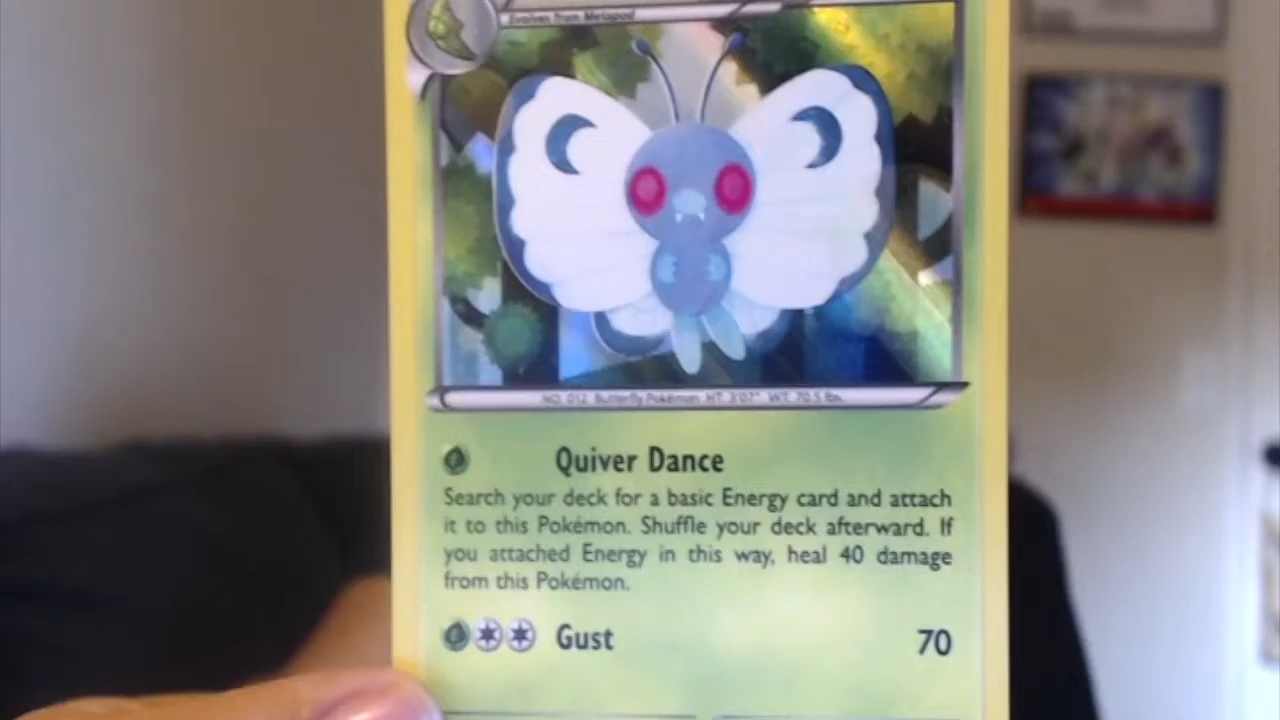 Evolves from Metapod
NO. 012 Butterfly Pokémon HT: 3'07" WT: 70.5 lbs.
Quiver Dance
Search your deck for a basic Energy card and attach
it to this Pokémon. Shuffle your deck afterward. If
you attached Energy in this way, heal 40 damage
from this Pokémon.
Gust 70